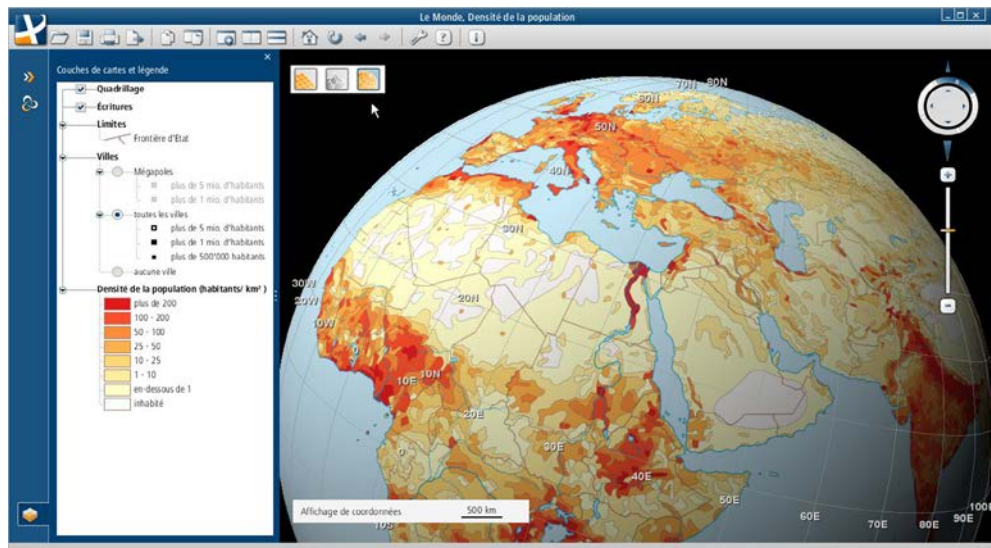 Le Monde, Densité de la population
Couches de cartes et légende
Quadrillage
Écritures
Limites
Frontière d'Etat
Villes
Mégapoles
plus de 5 mio. d'habitants
plus de 1 mio. d'habitants
toutes les villes
plus de 5 mio. d'habitants
plus de 1 mio. d'habitants
plus de 500'000 habitants
aucune ville
Densité de la population (habitants/ km²)
plus de 200
100 - 200
50 - 100
25 - 50
10 - 25
1 - 10
en-dessous de 1
inhabité
70N 80N
60N
50N
40N
30N
30W
20W
20N
10W
0
10E 10N
20E
30E
0
40E
50E
60E
70E
80E
90E
100E
10S
Affichage de coordonnées 500 km